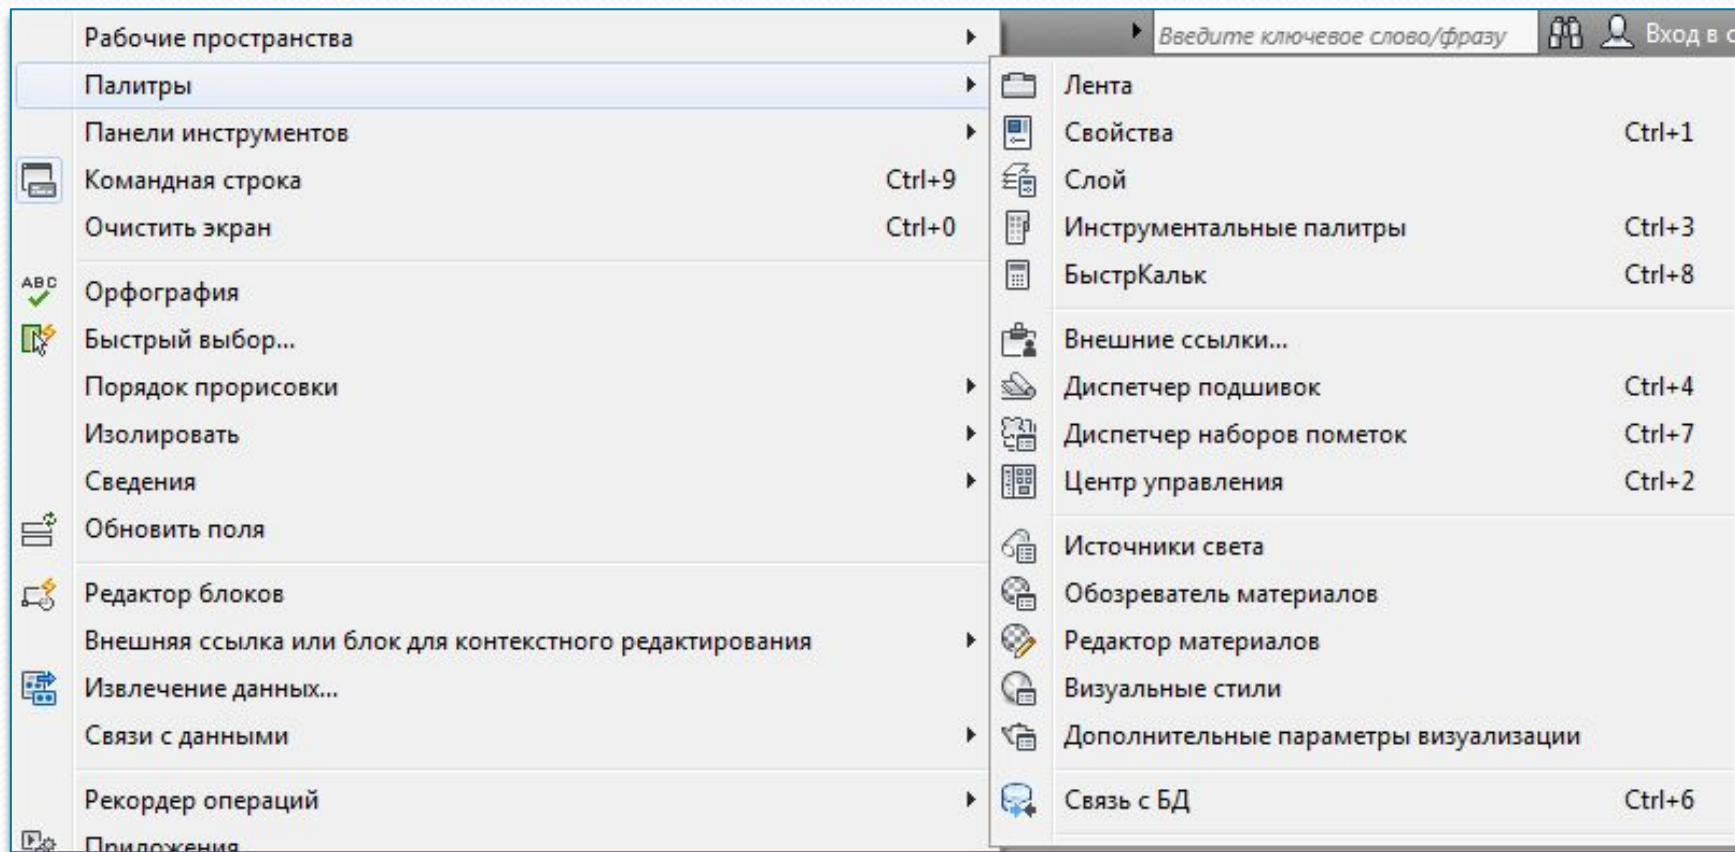 Рабочие пространства
Палитры
Панели инструментов
Командная строка Ctrl+9
Очистить экран Ctrl+0
ABC
Орфография
Быстрый выбор...
Порядок прорисовки
Изолировать
Сведения
Обновить поля
Редактор блоков
Внешняя ссылка или блок для контекстного редактирования
Извлечение данных...
Связи с данными
Рекордер операций
Приложения
Введите ключевое слово/фразу
Вход в с
Лента
Свойства Ctrl+1
Слой
Инструментальные палитры Ctrl+3
БыстрКальк Ctrl+8
Внешние ссылки...
Диспетчер подшивок Ctrl+4
Диспетчер наборов пометок Ctrl+7
Центр управления Ctrl+2
Источники света
Обозреватель материалов
Редактор материалов
Визуальные стили
Дополнительные параметры визуализации
Связь с БД Ctrl+6